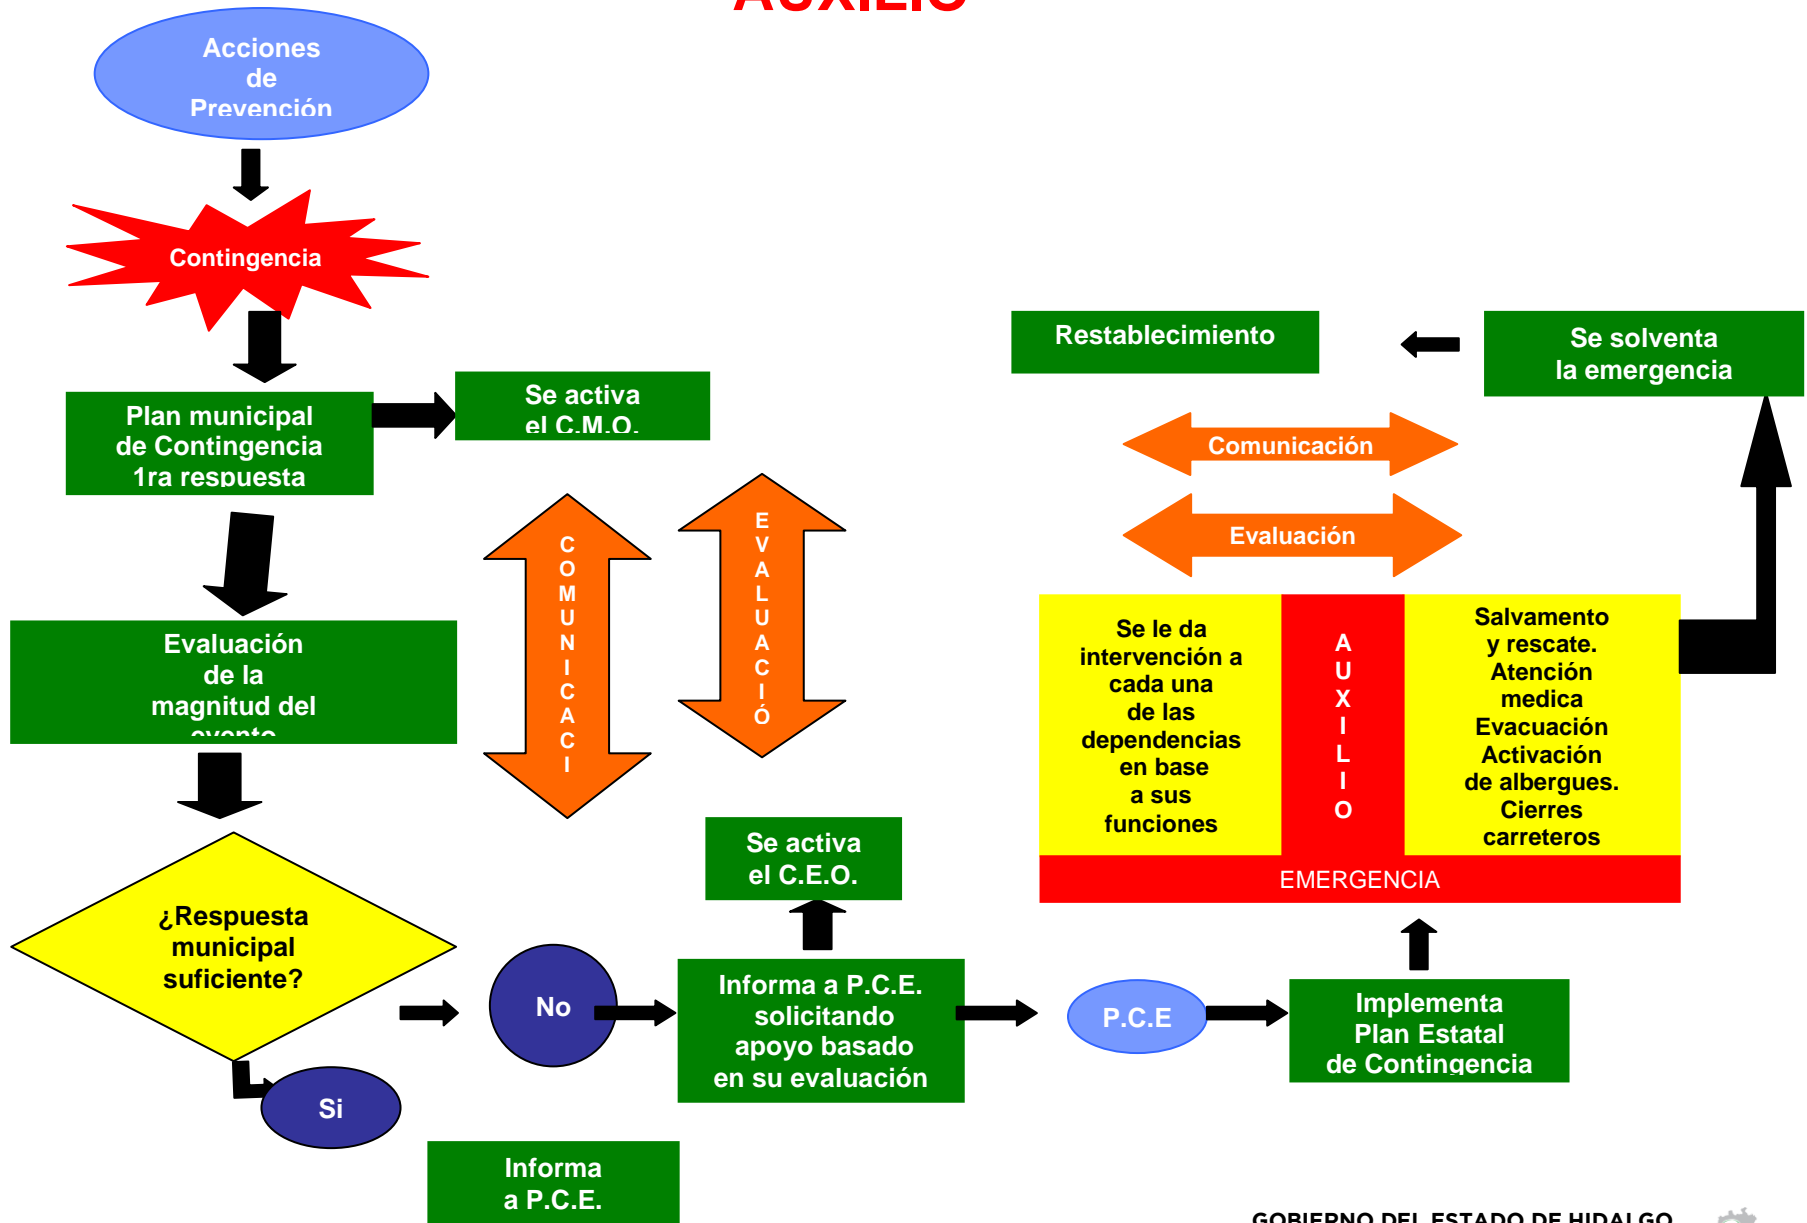 AUXILIO
Acciones
de
Prevención
Contingencia
Plan municipal
de Contingencia
1ra respuesta
Se activa
el C.M.O.
Evaluación
de la
magnitud del
evento
¿Respuesta
municipal
suficiente?
Si
No
Informa
a P.C.E.
C
O
M
U
N
I
C
A
C
I
E
V
A
L
U
A
C
I
Ó
Se activa
el C.E.O.
Informa a P.C.E.
solicitando
apoyo basado
en su evaluación
P.C.E
Implementa
Plan Estatal
de Contingencia
Restablecimiento
Se solventa
la emergencia
Comunicación
Evaluación
Se le da
intervención a
cada una
de las
dependencias
en base
a sus
funciones
A
U
X
I
L
I
O
Salvamento
y rescate.
Atención
medica
Evacuación
Activación
de albergues.
Cierres
carreteros
EMERGENCIA
GOBIERNO DEL ESTADO DE HIDALGO